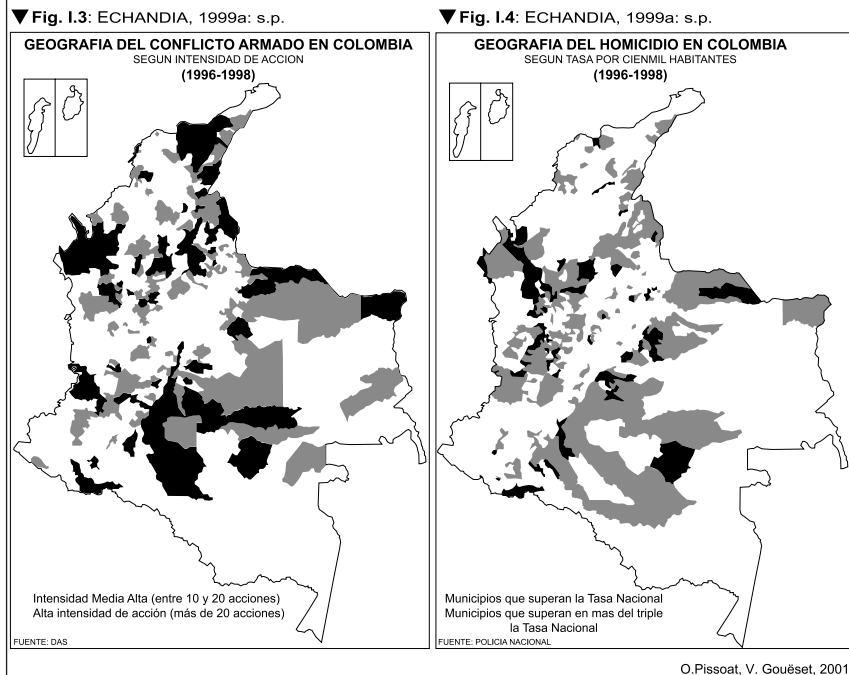 ▼ Fig. I.3: ECHANDIA, 1999a: s.p.
GEOGRAFIA DEL CONFLICTO ARMADO EN COLOMBIA
SEGUN INTENSIDAD DE ACCION
(1996-1998)
Intensidad Media Alta (entre 10 y 20 acciones)
Alta intensidad de acción (más de 20 acciones)
FUENTE: DAS
▼ Fig. I.4: ECHANDIA, 1999a: s.p.
GEOGRAFIA DEL HOMICIDIO EN COLOMBIA
SEGUN TASA POR CIENMIL HABITANTES
(1996-1998)
Municipios que superan la Tasa Nacional
Municipios que superan en mas del triple
la Tasa Nacional
FUENTE: POLICIA NACIONAL
O.Pissoat, V. Gouëset, 2001